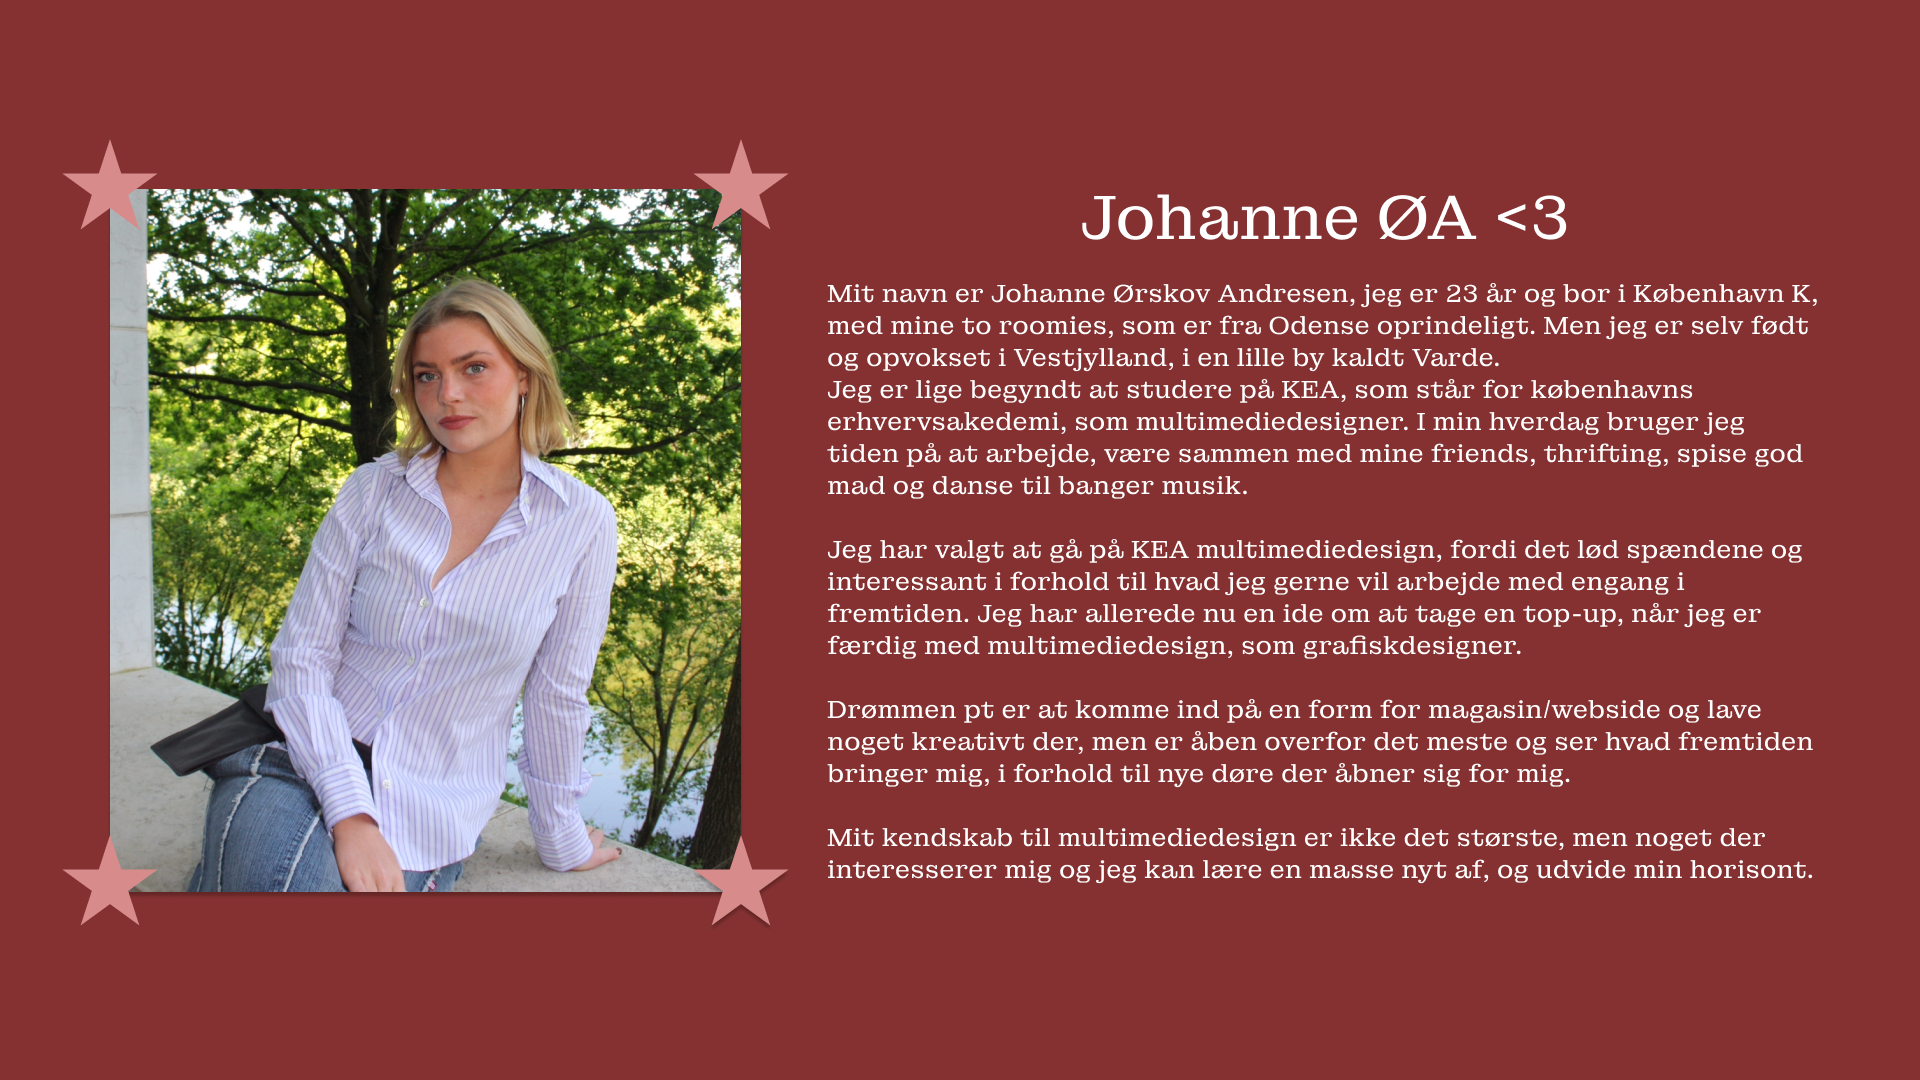 Johanne ØA <3
Mit navn er Johanne Ørskov Andresen, jeg er 23 år og bor i København K,
med mine to roomies, som er fra Odense oprindeligt. Men jeg er selv født
og opvokset i Vestjylland, i en lille by kaldt Varde.
Jeg er lige begyndt at studere på KEA, som står for københavns
erhvervsakedemi, som multimediedesigner. I min hverdag bruger jeg
tiden på at arbejde, være sammen med mine friends, thrifting, spise god
mad og danse til banger musik.
Jeg har valgt at gå på KEA multimediedesign, fordi det lød spændene og
interessant i forhold til hvad jeg gerne vil arbejde med engang i
fremtiden. Jeg har allerede nu en ide om at tage en top-up, når jeg er
færdig med multimediedesign, som grafiskdesigner.
Drømmen pt er at komme ind på en form for magasin/webside og lave
noget kreativt der, men er åben overfor det meste og ser hvad fremtiden
bringer mig, i forhold til nye døre der åbner sig for mig.
Mit kendskab til multimediedesign er ikke det største, men noget der
interesserer mig og jeg kan lære en masse nyt af, og udvide min horisont.